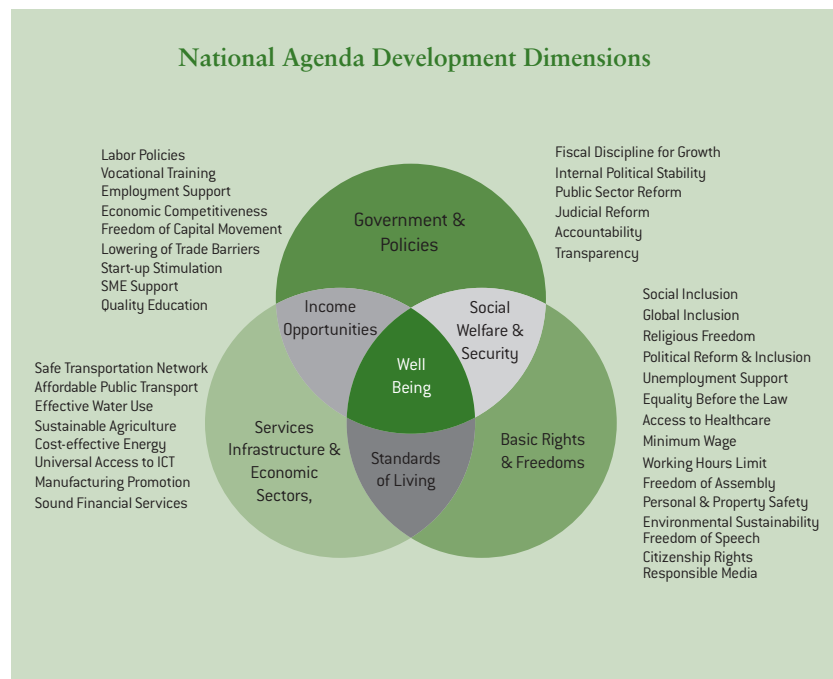 National Agenda Development Dimensions
Labor Policies
Vocational Training
Employment Support
Economic Competitiveness
Freedom of Capital Movement
Lowering of Trade Barriers
Start-up Stimulation
SME Support
Quality Education
Fiscal Discipline for Growth
Internal Political Stability
Public Sector Reform
Judicial Reform
Accountability
Transparency
Government &
Policies
Income
Opportunities
Social
Welfare &
Security
Well
Being
Services
Infrastructure &
Economic
Sectors,
Standards
of Living
Basic Rights
& Freedoms
Safe Transportation Network
Affordable Public Transport
Effective Water Use
Sustainable Agriculture
Cost-effective Energy
Universal Access to ICT
Manufacturing Promotion
Sound Financial Services
Social Inclusion
Global Inclusion
Religious Freedom
Political Reform & Inclusion
Unemployment Support
Equality Before the Law
Access to Healthcare
Minimum Wage
Working Hours Limit
Freedom of Assembly
Personal & Property Safety
Environmental Sustainability
Freedom of Speech
Citizenship Rights
Responsible Media